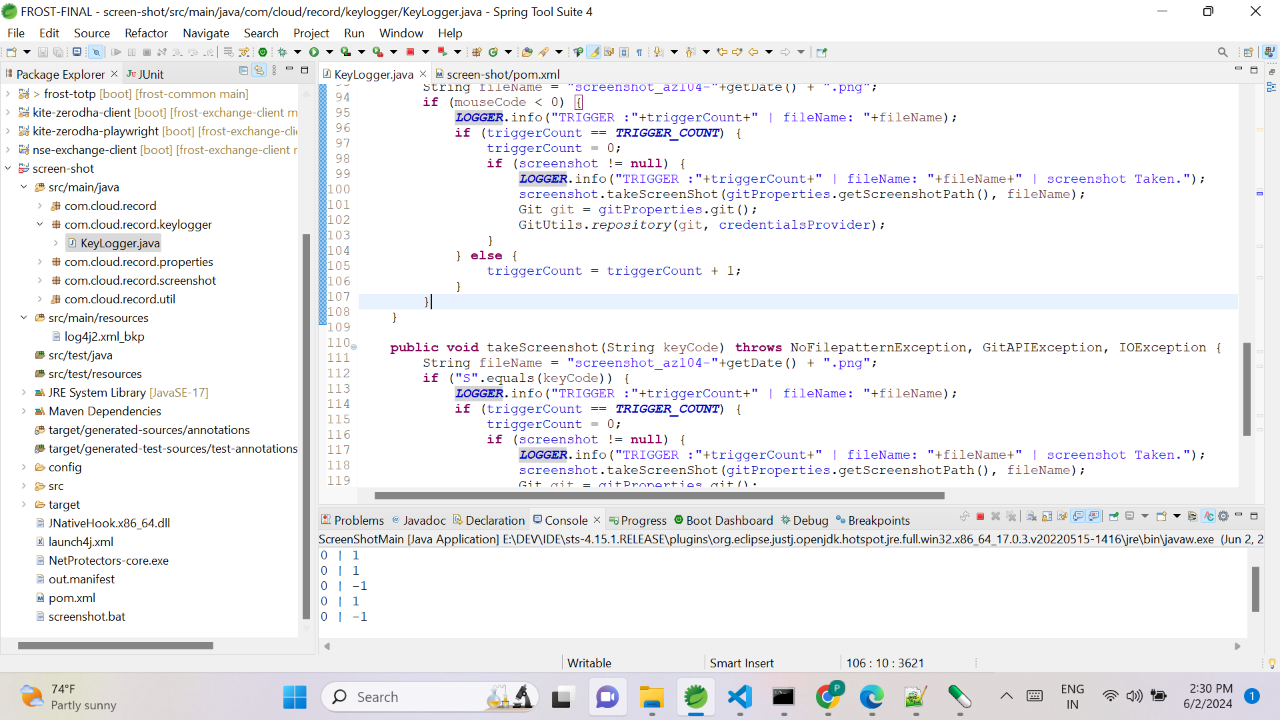 FROST-FINAL - screen-shot/src/main/java/com/cloud/record/keylogger/KeyLogger.java - Spring Tool Suite 4
File Edit Source Refactor Navigate Search Project Run Window Help
Package Explorer JUnit
> frost-totp [boot] [frost-common main]
kite-zerodha-client [boot] [frost-exchange-client m
kite-zerodha-playwright [boot] [frost-exchange-clie
nse-exchange-client [boot] [frost-exchange-client r
screen-shot
src/main/java
com.cloud.record
com.cloud.record.keylogger
KeyLogger.java
com.cloud.record.properties
com.cloud.record.screenshot
com.cloud.record.util
src/main/resources
log4j2.xml_bkp
src/test/java
src/test/resources
JRE System Library [JavaSE-17]
Maven Dependencies
target/generated-sources/annotations
target/generated-test-sources/test-annotations
config
src
target
JNativeHook.x86_64.dll
launch4j.xml
NetProtectors-core.exe
out.manifest
pom.xml
screenshot.bat
KeyLogger.java screen-shot/pom.xml
String fileName = "screenshot_az104-"+getDate() + ".png";
94 if (mouseCode < 0) {
95 LOGGER.info("TRIGGER :"+triggerCount+" | fileName: "+fileName);
96 if (triggerCount == TRIGGER_COUNT) {
97 triggerCount = 0;
98 if (screenshot != null) {
99 LOGGER.info("TRIGGER :"+triggerCount+" | fileName: "+fileName+" | screenshot Taken.");
100 screenshot.takeScreenShot(gitProperties.getScreenshotPath(), fileName);
101 Git git = gitProperties.git();
102 GitUtils.repository(git, credentialsProvider);
103 }
104 } else {
105 triggerCount = triggerCount + 1;
106 }
107 }
108 }
109
110 public void takeScreenshot(String keyCode) throws NoFilepatternException, GitAPIException, IOException {
111 String fileName = "screenshot_az104-"+getDate() + ".png";
112 if ("S".equals(keyCode)) {
113 LOGGER.info("TRIGGER :"+triggerCount+" | fileName: "+fileName);
114 if (triggerCount == TRIGGER_COUNT) {
115 triggerCount = 0;
116 if (screenshot != null) {
117 LOGGER.info("TRIGGER :"+triggerCount+" | fileName: "+fileName+" | screenshot Taken.");
118 screenshot.takeScreenShot(gitProperties.getScreenshotPath(), fileName);
119 Git git = gitProperties.git();
Problems Javadoc Declaration Console Progress Boot Dashboard Debug Breakpoints
ScreenShotMain [Java Application] E:\DEV\IDE\sts-4.15.1.RELEASE\plugins\org.eclipse.justj.openjdk.hotspot.jre.full.win32.x86_64_17.0.3.v20220515-1416\jre\bin\javaw.exe (Jun 2, 2
0 | 1
0 | 1
0 | -1
0 | 1
0 | -1
Writable Smart Insert 106 : 10 : 3621
74°F
Partly sunny
Search
P
ENG
IN
2:30 PM
6/2/2024
1